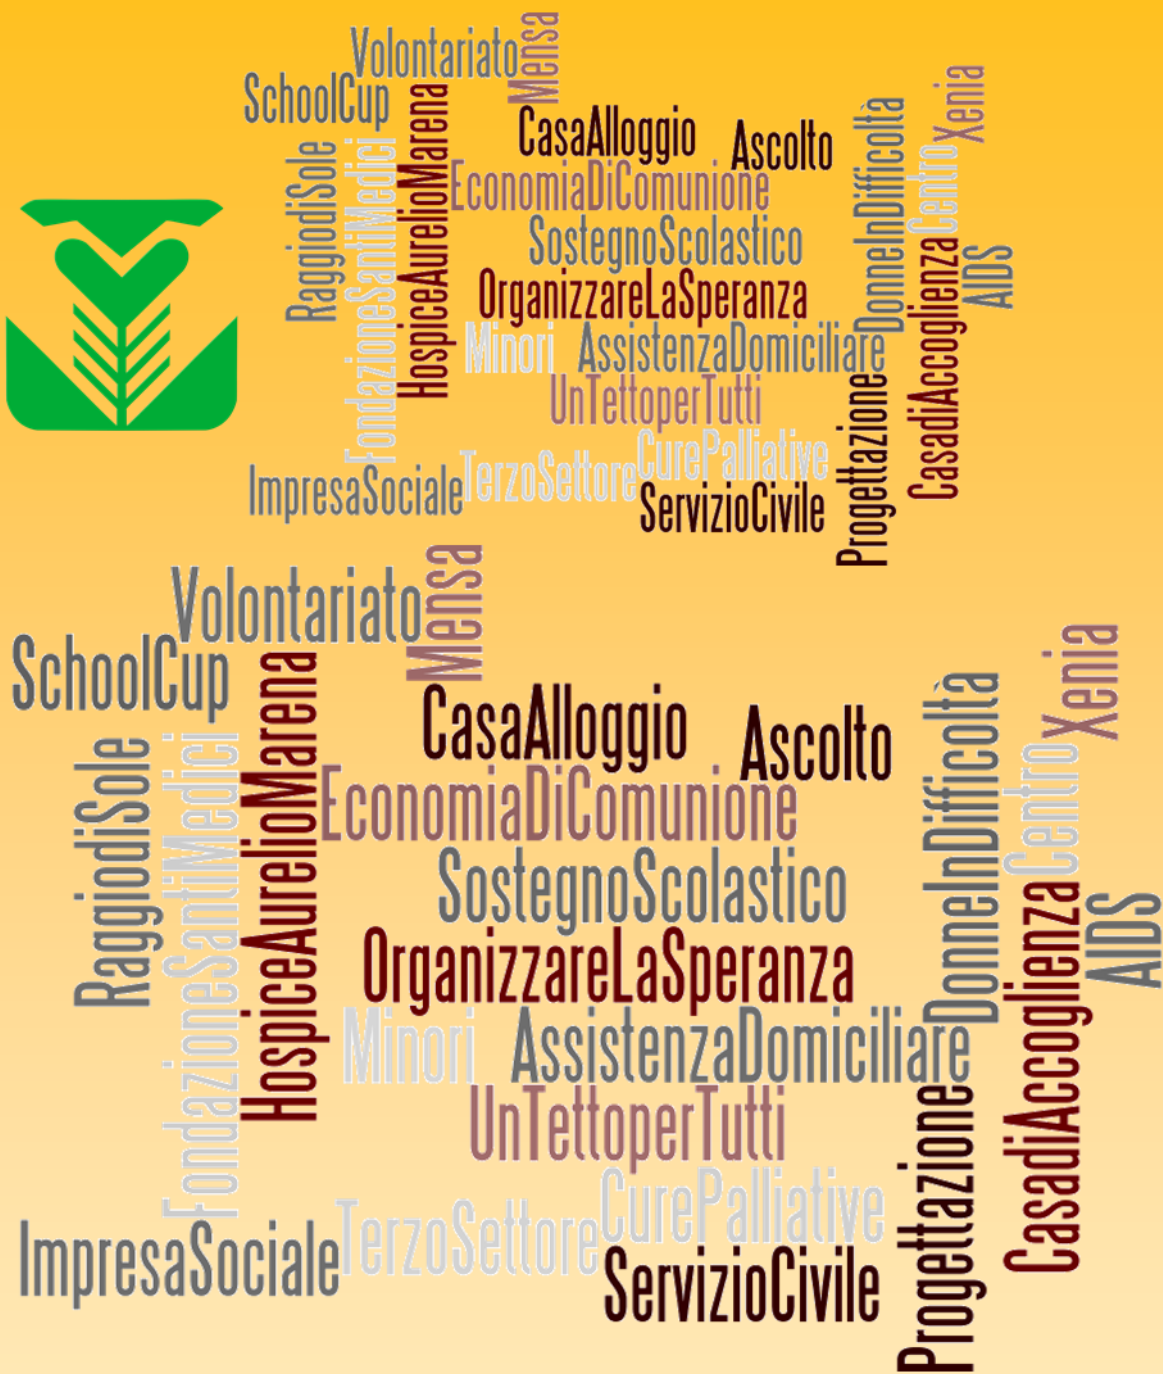 Volontariato
Mensa
SchoolCup
CasaAlloggio
Ascolto
Xenia
RaggiodiSole
FondazioneSantiMedici
HospiceAurelioMarena
EconomiaDiComunione
DonneInDifficoltà
Centro
SostegnoScolastico
AIDS
OrganizzareLaSperanza
Minori
AssistenzaDomiciliare
CasadiAccoglienza
UnTettoperTutti
Progettazione
CurePalliative
ImpresaSociale
TerzoSettore
ServizioCivile
Volontariato
Mensa
SchoolCup
CasaAlloggio
Ascolto
Xenia
RaggiodiSole
FondazioneSantiMedici
HospiceAurelioMarena
EconomiaDiComunione
DonneInDifficoltà
Centro
SostegnoScolastico
AIDS
OrganizzareLaSperanza
Minori
AssistenzaDomiciliare
CasadiAccoglienza
UnTettoperTutti
Progettazione
CurePalliative
ImpresaSociale
TerzoSettore
ServizioCivile